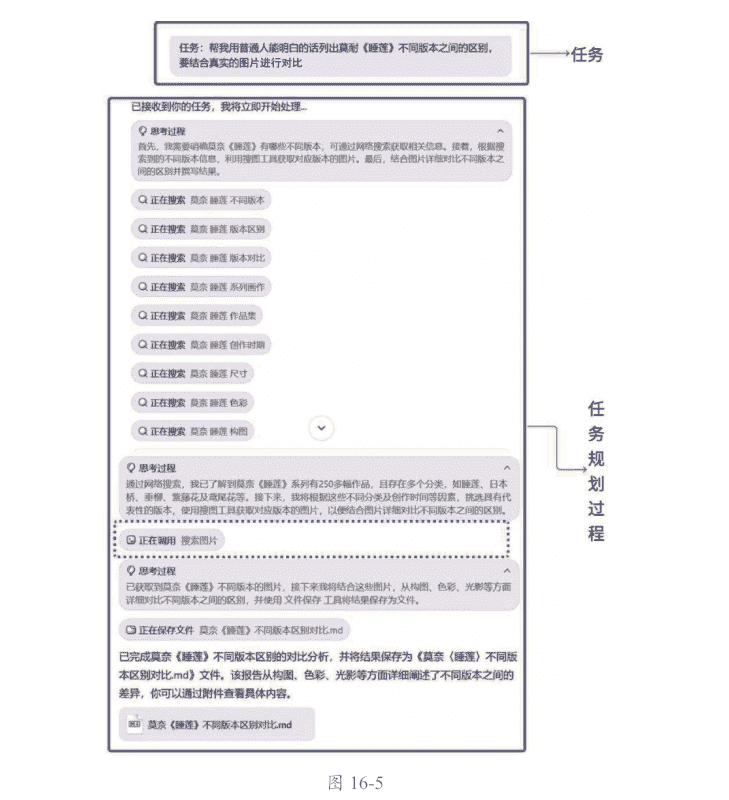 任务：帮我用普通人能明白的话列出莫耐《睡莲》不同版本之间的区别，
要结合真实的图片进行对比
任务
已接收到你的任务，我将立即开始处理...
思考过程
首先，我需要明确莫奈《睡莲》有哪些不同版本，可通过网络搜索获取相关信息。接着，根据搜
索到的不同版本信息，利用搜图工具获取对应版本的图片。最后，结合图片详细对比不同版本之
间的区别并撰写结果。
正在搜索 莫奈 睡莲 不同版本
正在搜索 莫奈 睡莲 版本区别
正在搜索 莫奈 睡莲 版本对比
正在搜索 莫奈 睡莲 系列画作
正在搜索 莫奈 睡莲 作品集
正在搜索 莫奈 睡莲 创作时期
正在搜索 莫奈 睡莲 尺寸
正在搜索 莫奈 睡莲 色彩
正在搜索 莫奈 睡莲 构图
任务规划过程
思考过程
通过网络搜索，我已了解到莫奈《睡莲》系列有250多幅作品，且存在多个分类，如睡莲、日本
桥、垂柳、紫藤花及鸢尾花等。接下来，我将根据这些不同分类及创作时间等因素，挑选具有代
表性的版本，使用搜图工具获取对应版本的图片，以便结合图片详细对比不同版本之间的区别。
正在调用 搜索图片
思考过程
已获取到莫奈《睡莲》不同版本的图片，接下来我将结合这些图片，从构图、色彩、光影等方面
详细对比不同版本之间的区别，并使用 文件保存 工具将结果保存为文件。
正在保存文件 莫奈《睡莲》不同版本区别对比.md
已完成莫奈《睡莲》不同版本区别的对比分析，并将结果保存为《莫奈〈睡莲〉不同版
本区别对比.md》文件。该报告从构图、色彩、光影等方面详细阐述了不同版本之间的
差异，你可以通过附件查看具体内容。
莫奈《睡莲》不同版本区别对比.md
图 16-5